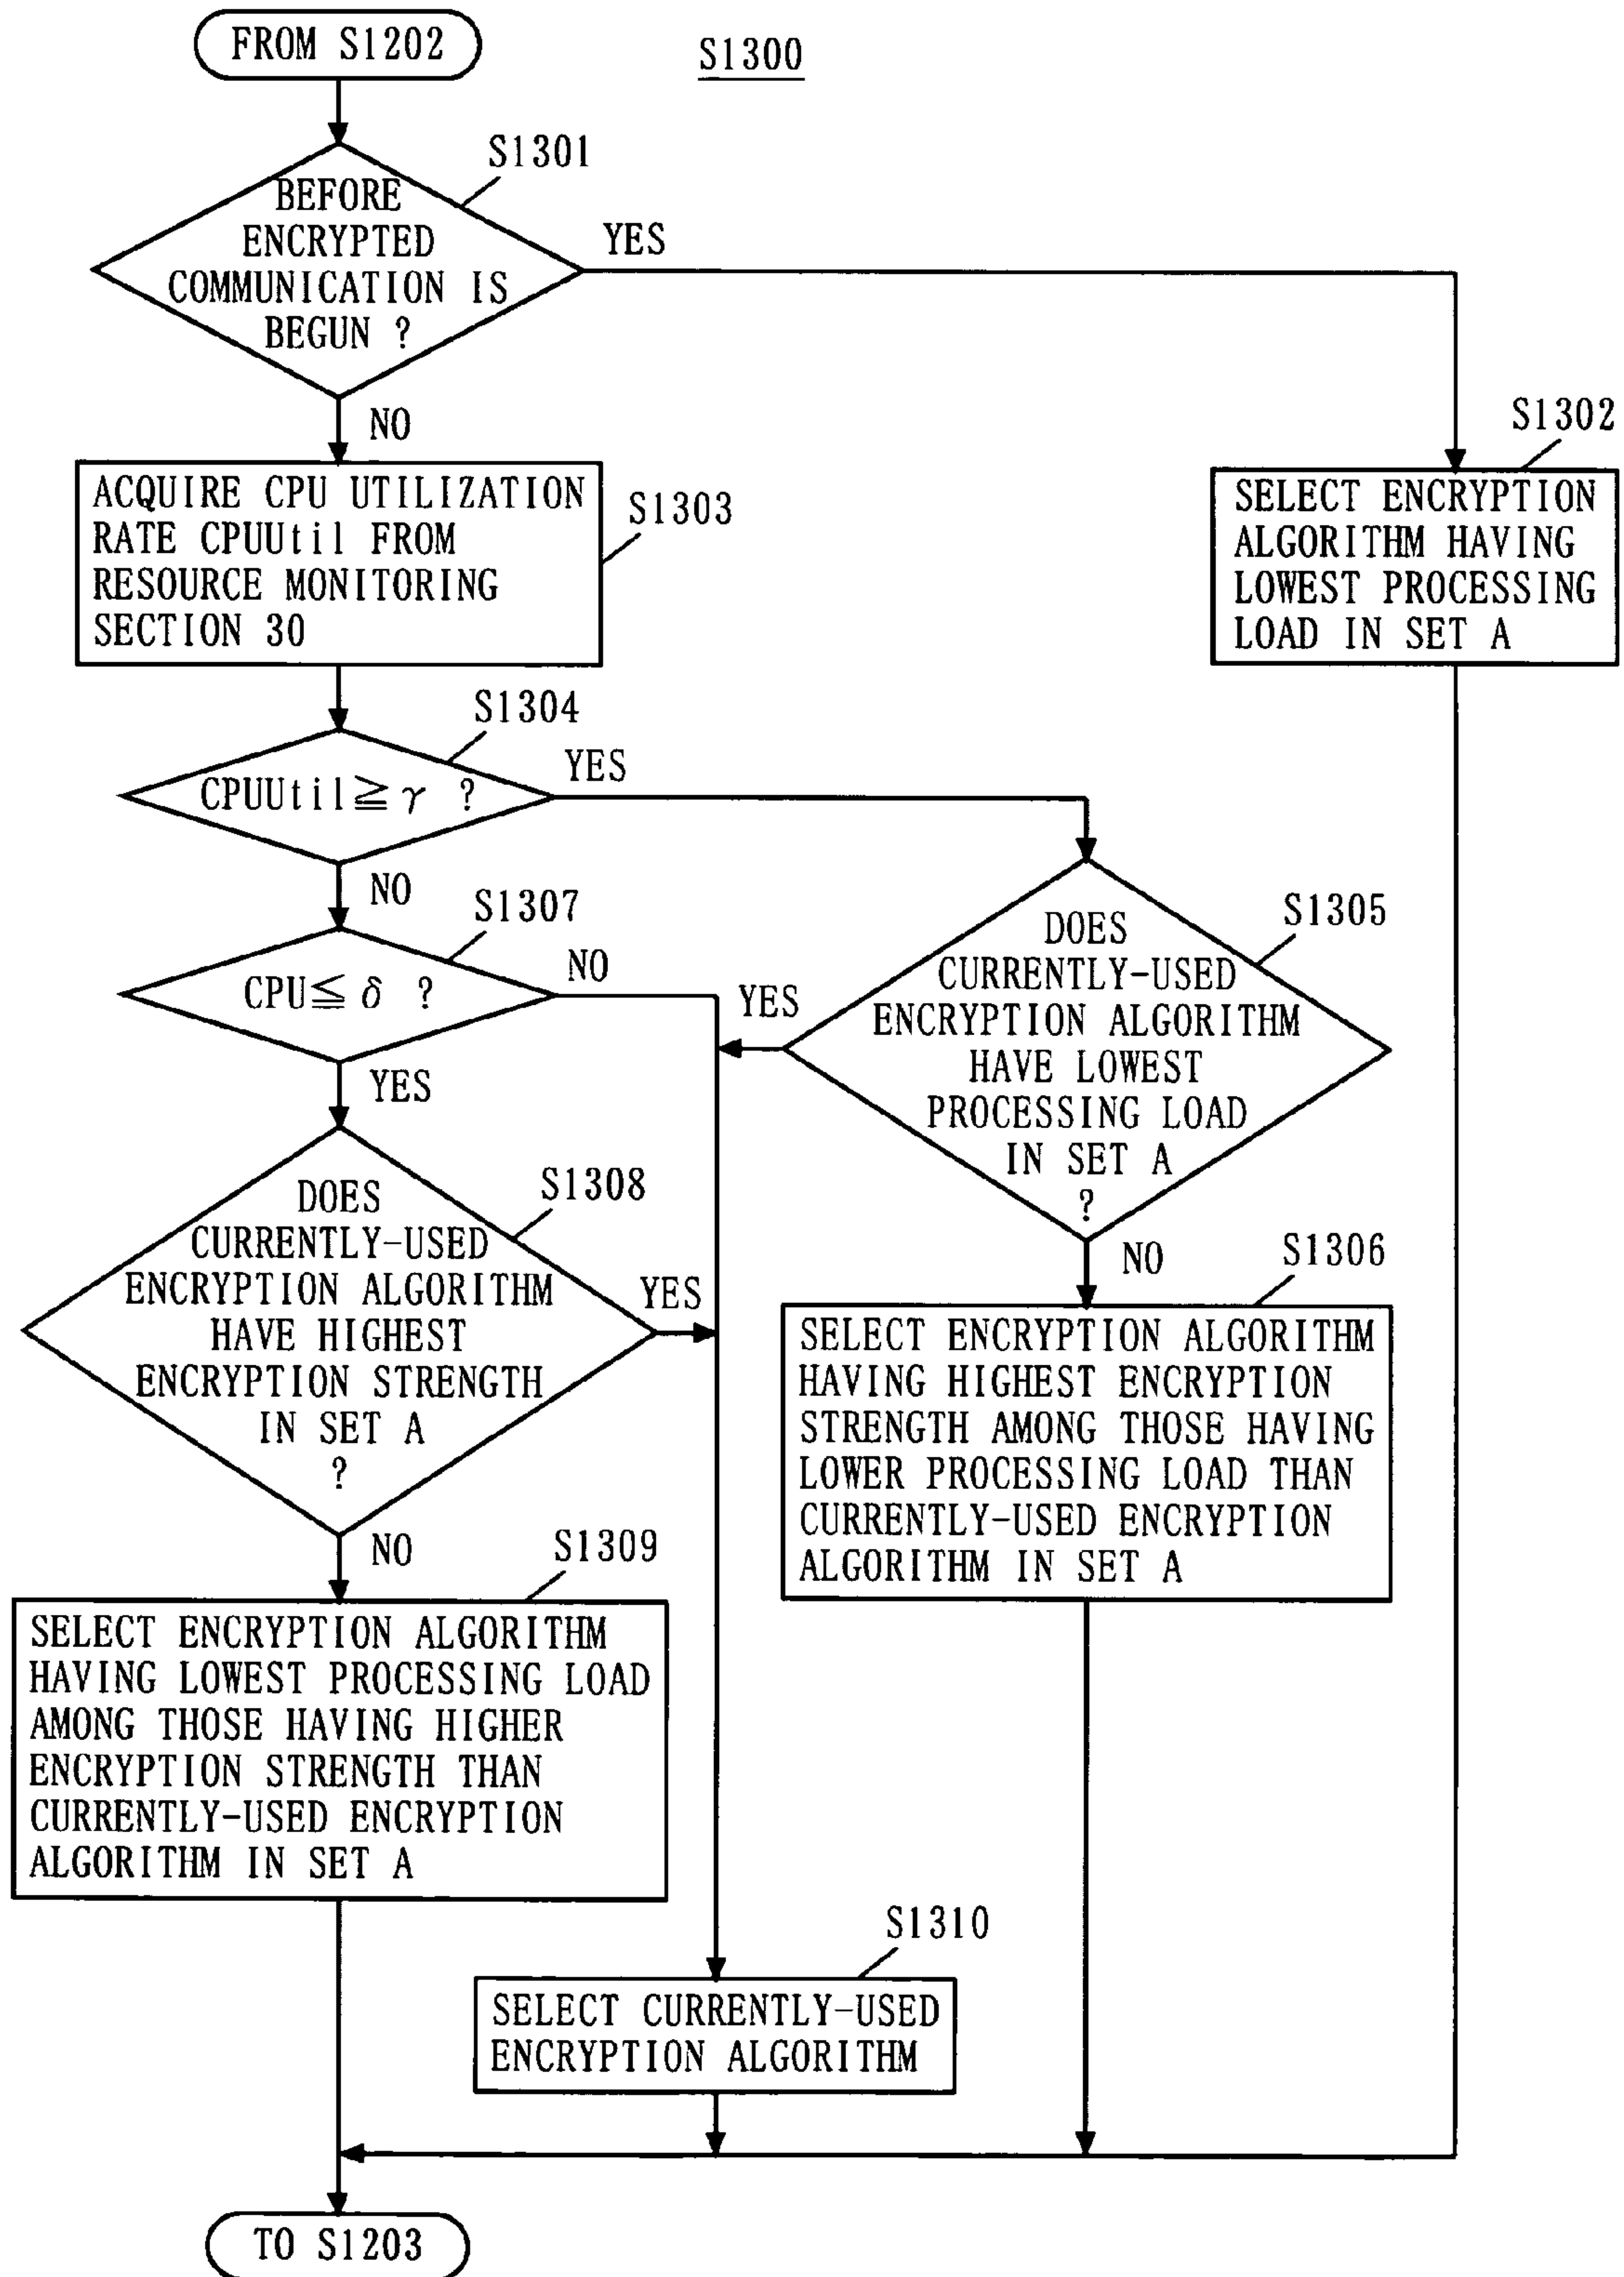 FROM S1202
S1300
S1301
BEFORE
ENCRYPTED
COMMUNICATION IS
BEGUN ?
YES
NO
S1302
SELECT ENCRYPTION
ALGORITHM HAVING
LOWEST PROCESSING
LOAD IN SET A
S1303
ACQUIRE CPU UTILIZATION
RATE CPUUtil FROM
RESOURCE MONITORING
SECTION 30
S1304
CPUUtil≧γ ?
YES
NO
S1305
DOES
CURRENTLY-USED
ENCRYPTION ALGORITHM
HAVE LOWEST
PROCESSING LOAD
IN SET A
?
YES
NO
S1306
SELECT ENCRYPTION ALGORITHM
HAVING HIGHEST ENCRYPTION
STRENGTH AMONG THOSE HAVING
LOWER PROCESSING LOAD THAN
CURRENTLY-USED ENCRYPTION
ALGORITHM IN SET A
S1307
CPU≦δ ?
NO
YES
S1308
DOES
CURRENTLY-USED
ENCRYPTION ALGORITHM
HAVE HIGHEST
ENCRYPTION STRENGTH
IN SET A
?
YES
NO
S1309
SELECT ENCRYPTION ALGORITHM
HAVING LOWEST PROCESSING LOAD
AMONG THOSE HAVING HIGHER
ENCRYPTION STRENGTH THAN
CURRENTLY-USED ENCRYPTION
ALGORITHM IN SET A
S1310
SELECT CURRENTLY-USED
ENCRYPTION ALGORITHM
TO S1203